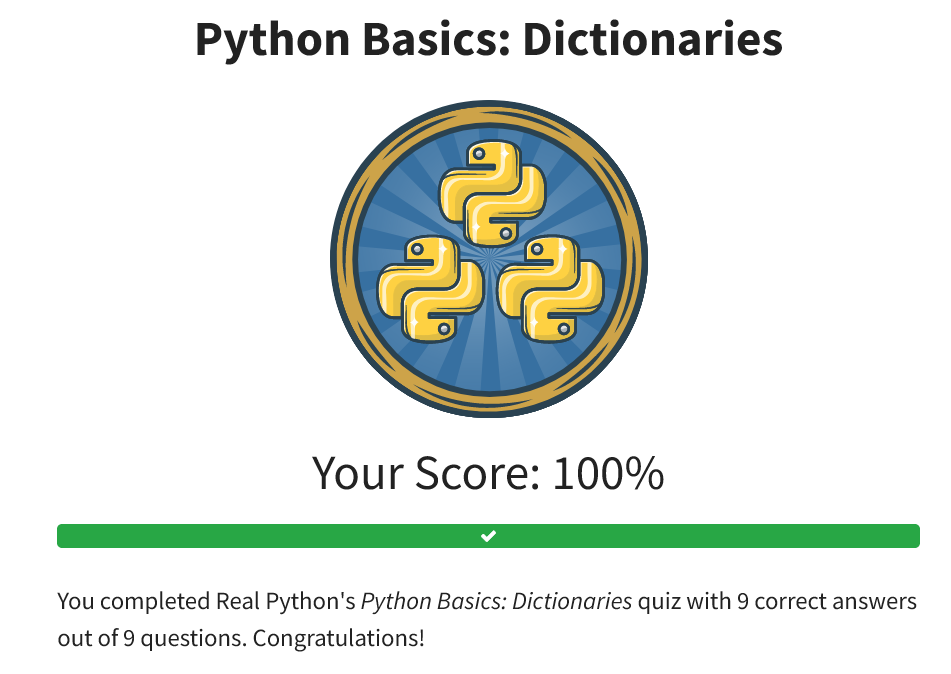 Python Basics: Dictionaries
Your Score: 100%
You completed Real Python's Python Basics: Dictionaries quiz with 9 correct answers
out of 9 questions. Congratulations!